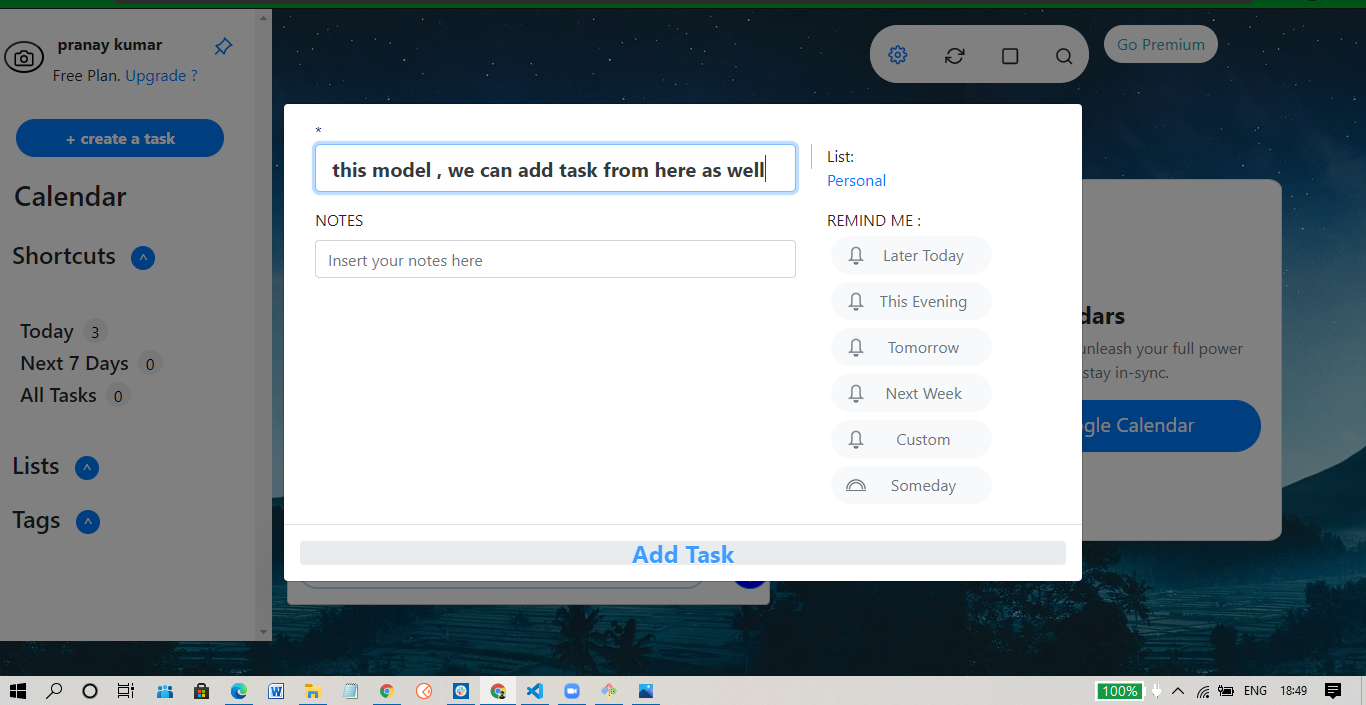 pranay kumar
Free Plan. Upgrade ?
+ create a task
Calendar
Shortcuts
Today 3
Next 7 Days 0
All Tasks 0
Lists
Tags
Go Premium
*
this model , we can add task from here as well
NOTES
Insert your notes here
List:
Personal
REMIND ME :
Later Today
This Evening
Tomorrow
Next Week
Custom
Someday
Add Task
dars
unleash your full power
stay in-sync.
gle Calendar
100%
ENG
18:49